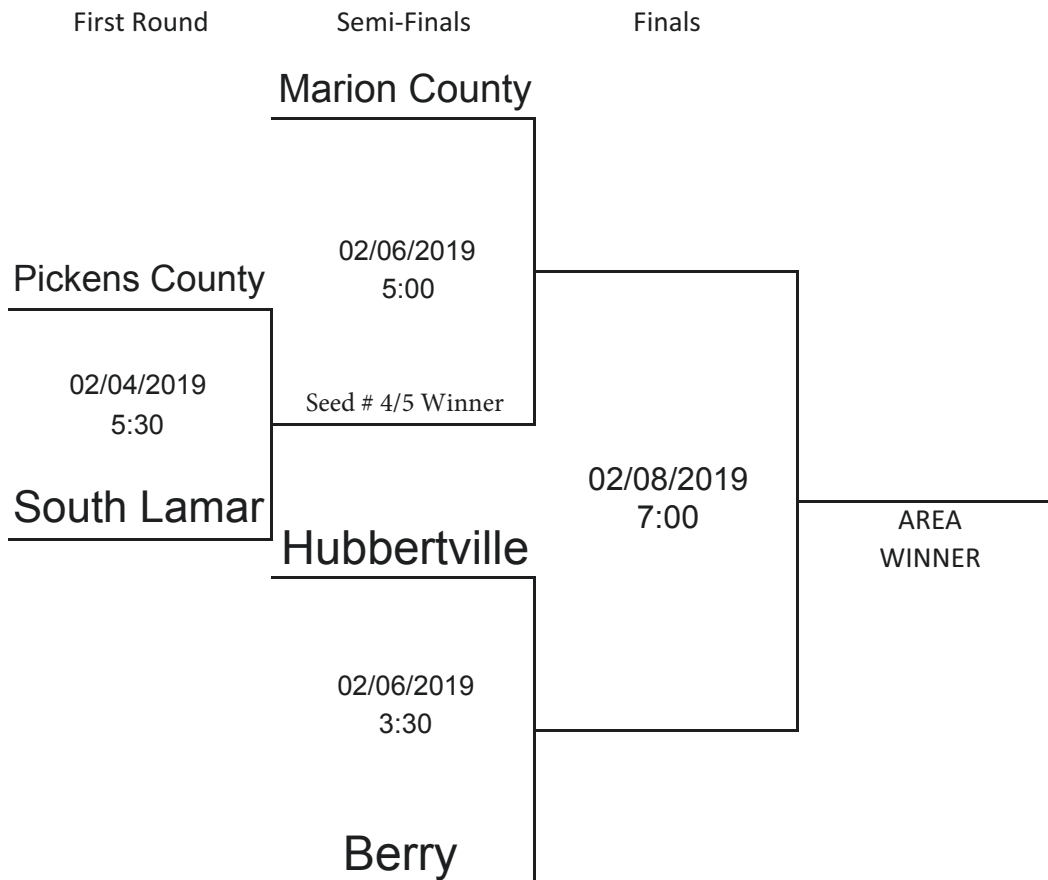 First Round Semi-Finals Finals
Marion County
02/06/2019
5:00
Pickens County
02/04/2019
5:30
Seed # 4/5 Winner
South Lamar
02/08/2019
7:00
AREA
WINNER
Hubbertville
02/06/2019
3:30
Berry